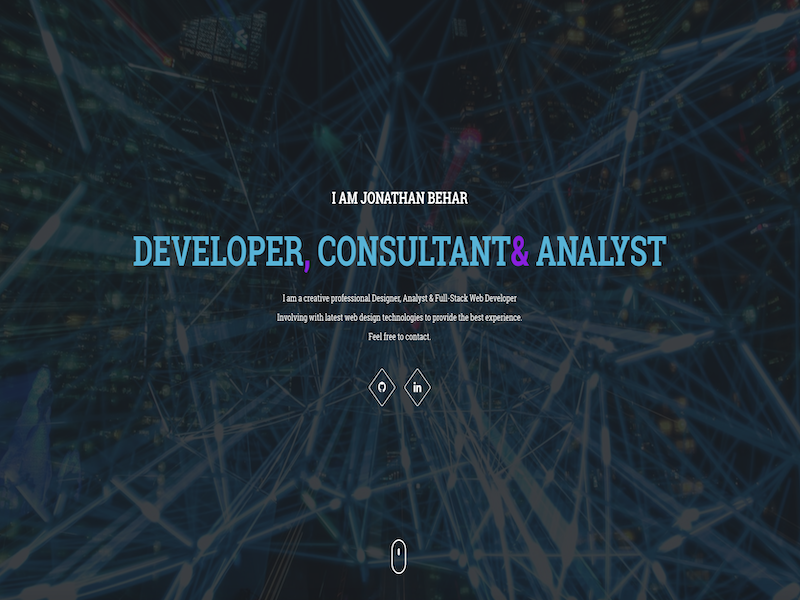 I AM JONATHAN BEHAR
DEVELOPER, CONSULTANT& ANALYST
I am a creative professional Designer, Analyst & Full-Stack Web Developer
Involving with latest web design technologies to provide the best experience.
Feel free to contact.
in